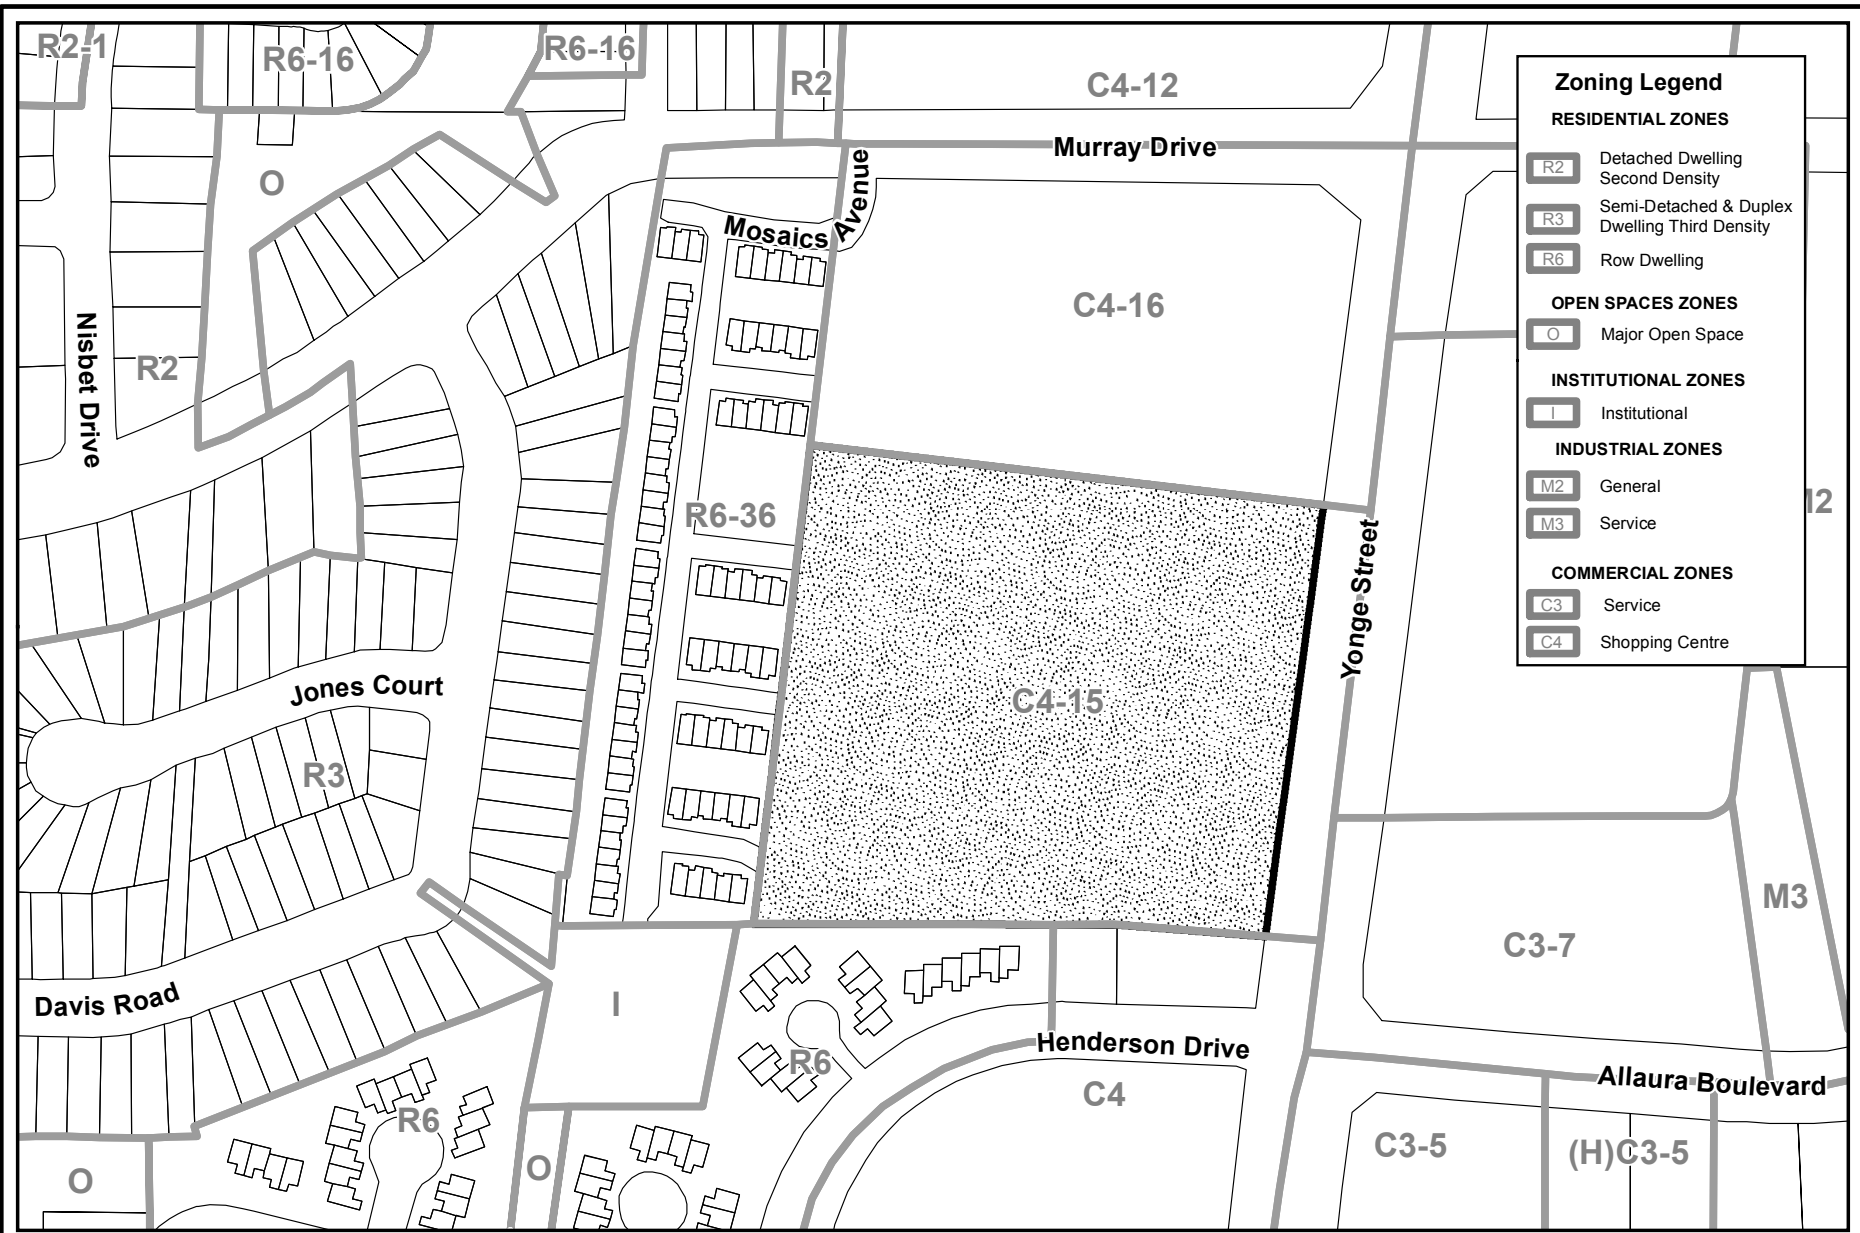 R2-1
R6-16
R6-16
R2
C4-12
Zoning Legend
RESIDENTIAL ZONES
R2 Detached Dwelling
Second Density
R3 Semi-Detached & Duplex
Dwelling Third Density
R6 Row Dwelling
OPEN SPACES ZONES
O Major Open Space
INSTITUTIONAL ZONES
I Institutional
INDUSTRIAL ZONES
M2 General
M3 Service
COMMERCIAL ZONES
C3 Service
C4 Shopping Centre
Murray Drive
O
Mosaics Avenue
C4-16
Nisbet Drive
R2
R6-36
Yonge Street
Jones Court
C4-15
R3
M3
C3-7
Davis Road
I
Henderson Drive
R6
C4
Allaura Boulevard
R6
C3-5
(H)C3-5
O
O